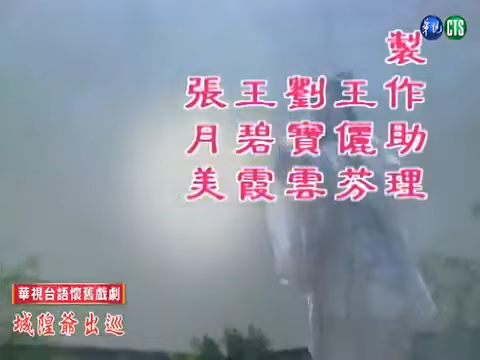 華視 CTS
製作助理
王儷芬
劉寶雲
王碧霞
張月美
華視台語懷舊戲劇
城隍爺出巡